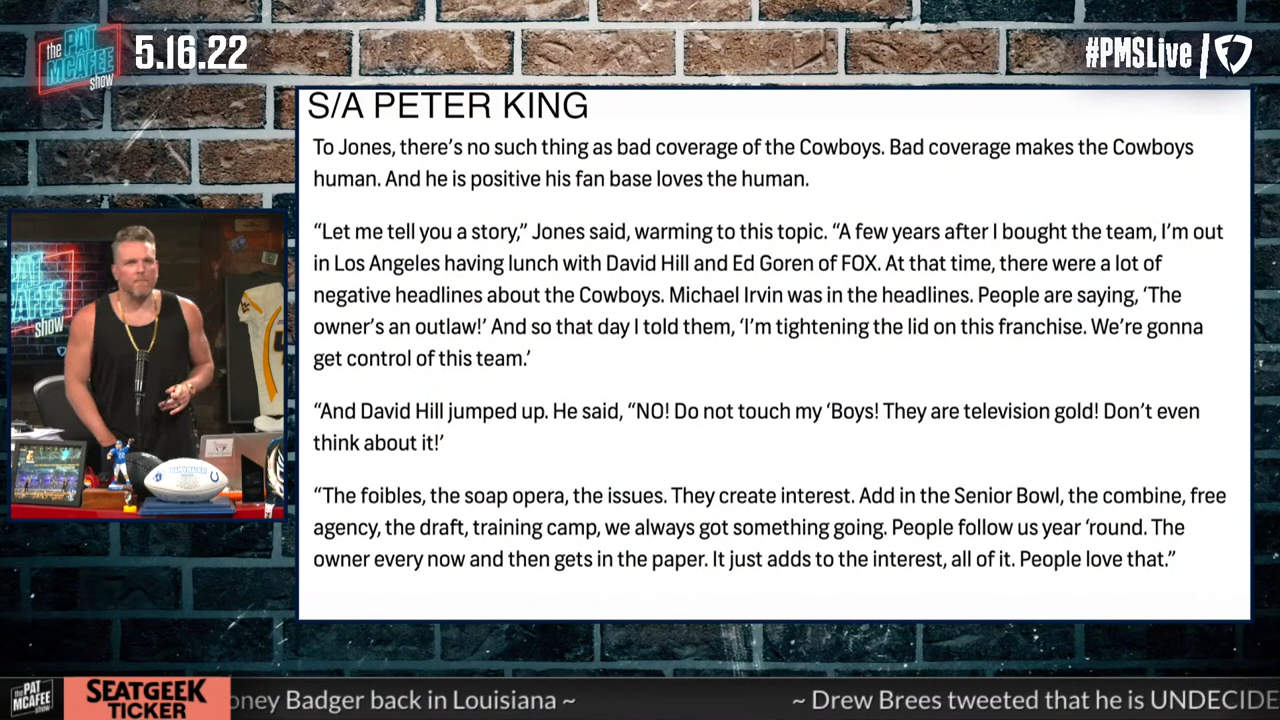 the PAT McAFEE show
5.16.22
#PMSLive
S/A PETER KING
To Jones, there’s no such thing as bad coverage of the Cowboys. Bad coverage makes the Cowboys
human. And he is positive his fan base loves the human.
“Let me tell you a story,” Jones said, warming to this topic. “A few years after I bought the team, I’m out
in Los Angeles having lunch with David Hill and Ed Goren of FOX. At that time, there were a lot of
negative headlines about the Cowboys. Michael Irvin was in the headlines. People are saying, ‘The
owner’s an outlaw!’ And so that day I told them, ‘I’m tightening the lid on this franchise. We’re gonna
get control of this team.’
“And David Hill jumped up. He said, “NO! Do not touch my ‘Boys! They are television gold! Don’t even
think about it!’
“The foibles, the soap opera, the issues. They create interest. Add in the Senior Bowl, the combine, free
agency, the draft, training camp, we always got something going. People follow us year ‘round. The
owner every now and then gets in the paper. It just adds to the interest, all of it. People love that.”
the PAT McAFEE show
SEATGEEK
TICKER
oney Badger back in Louisiana ~
~ Drew Brees tweeted that he is UNDECIDE